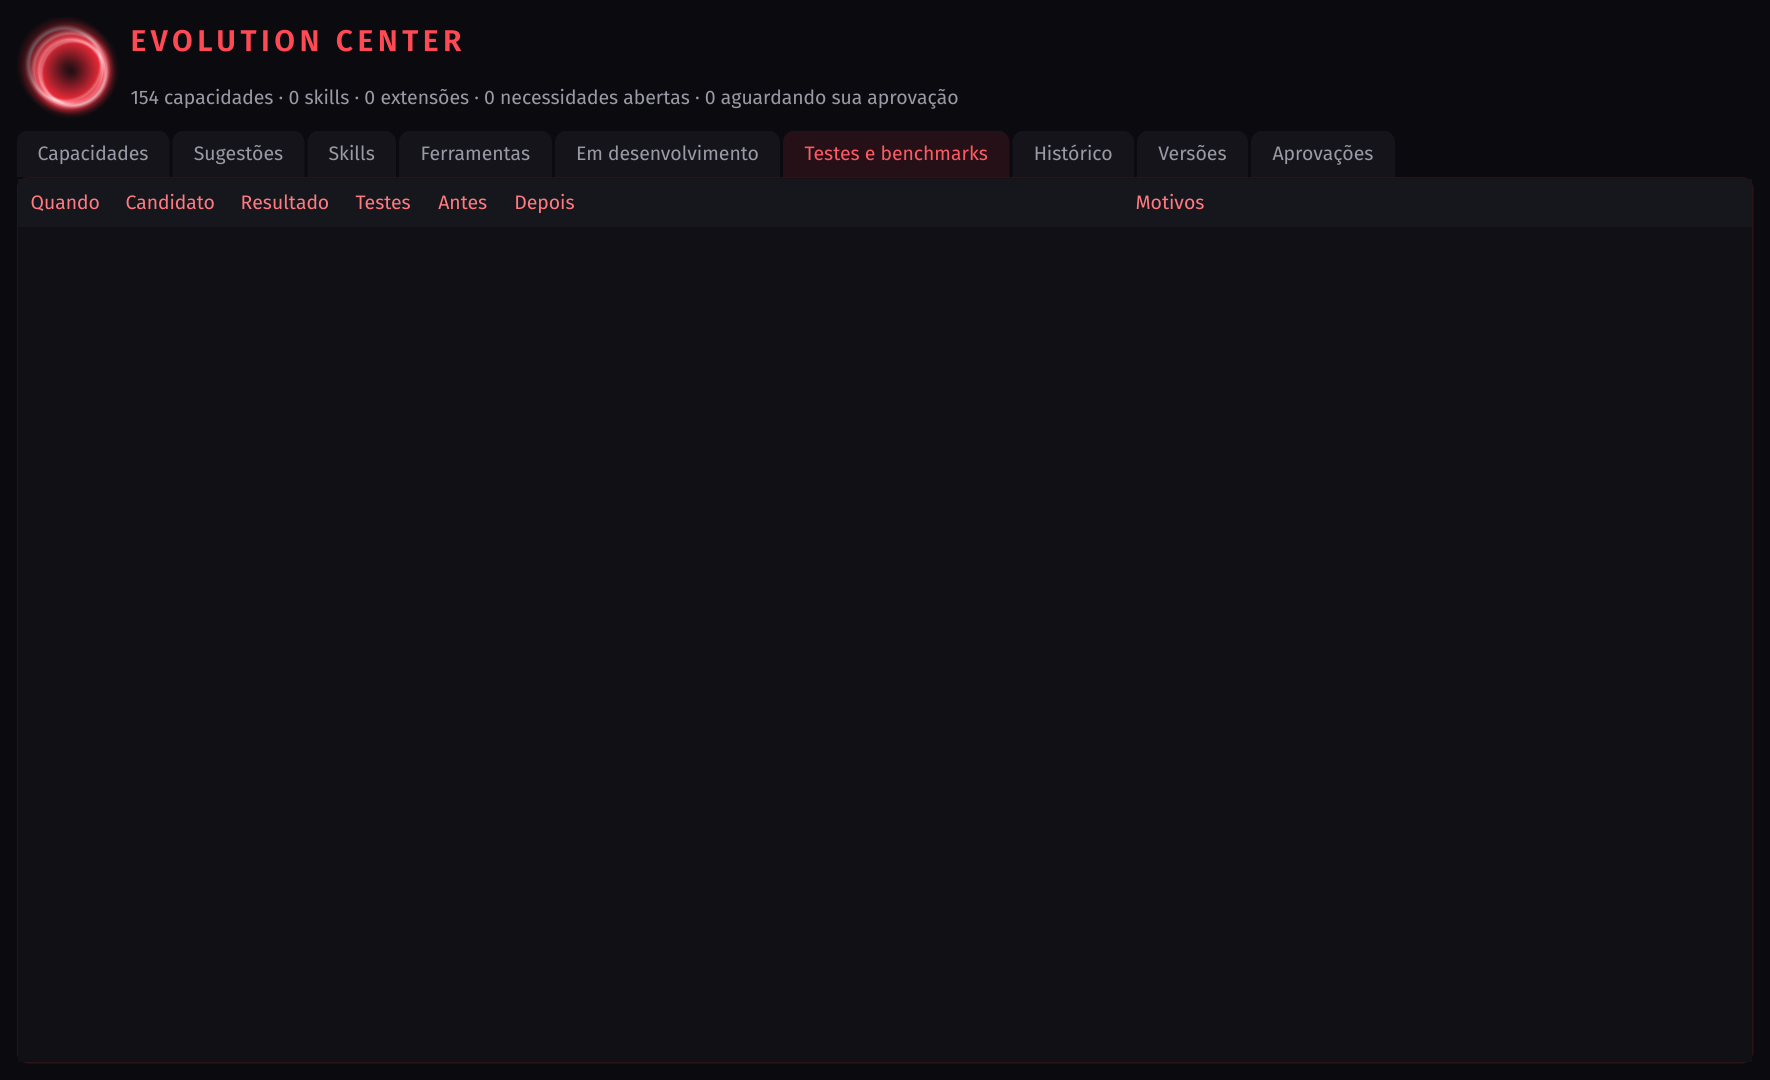 EVOLUTION CENTER
154 capacidades · 0 skills · 0 extensões · 0 necessidades abertas · 0 aguardando sua aprovação
Capacidades Sugestões Skills Ferramentas Em desenvolvimento Testes e benchmarks Histórico Versões Aprovações
Quando Candidato Resultado Testes Antes Depois Motivos